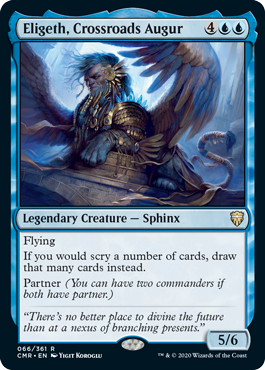 Eligeth, Crossroads Augur 4
Legendary Creature — Sphinx
Flying
If you would scry a number of cards, draw
that many cards instead.
Partner (You can have two commanders if
both have partner.)
"There's no better to place to divine the future
than at a nexus of branching presents."
5/6
066/361 R
CMR • EN Yigit Koroglu
™ & © 2020 Wizards of the Coast